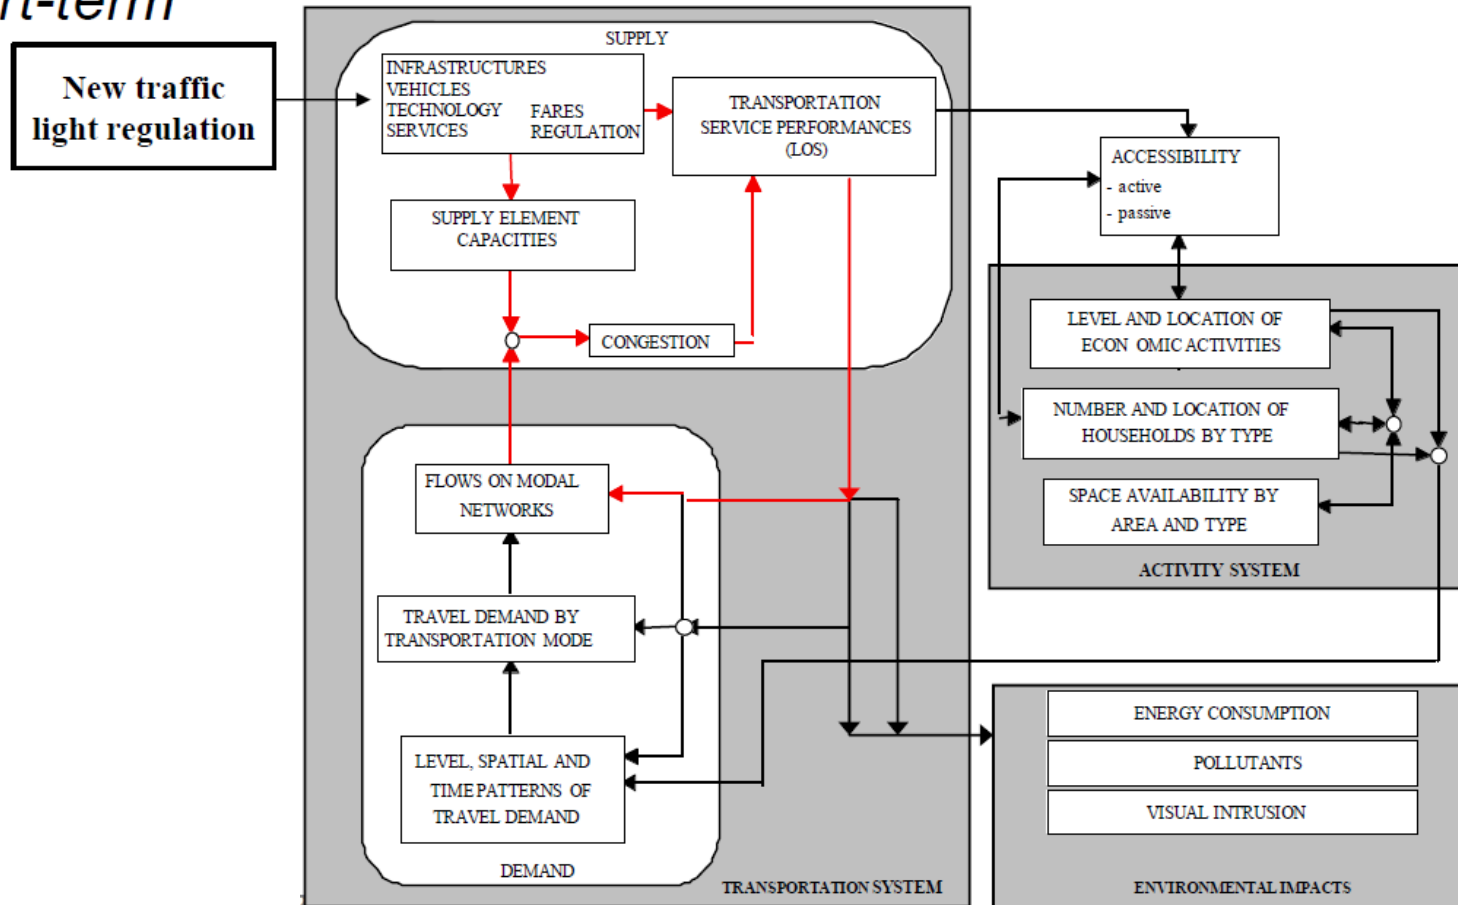 rt-term
New traffic
light regulation
SUPPLY
INFRASTRUCTURES
VEHICLES
TECHNOLOGY
SERVICES
FARES
REGULATION
TRANSPORTATION
SERVICE PERFORMANCES
(LOS)
SUPPLY ELEMENT
CAPACITIES
CONGESTION
ACCESSIBILITY
- active
- passive
LEVEL AND LOCATION OF
ECON OMIC ACTIVITIES
NUMBER AND LOCATION OF
HOUSEHOLDS BY TYPE
SPACE AVAILABILITY BY
AREA AND TYPE
ACTIVITY SYSTEM
FLOWS ON MODAL
NETWORKS
TRAVEL DEMAND BY
TRANSPORTATION MODE
LEVEL, SPATIAL AND
TIME PATTERNS OF
TRAVEL DEMAND
DEMAND
TRANSPORTATION SYSTEM
ENERGY CONSUMPTION
POLLUTANTS
VISUAL INTRUSION
ENVIRONMENTAL IMPACTS